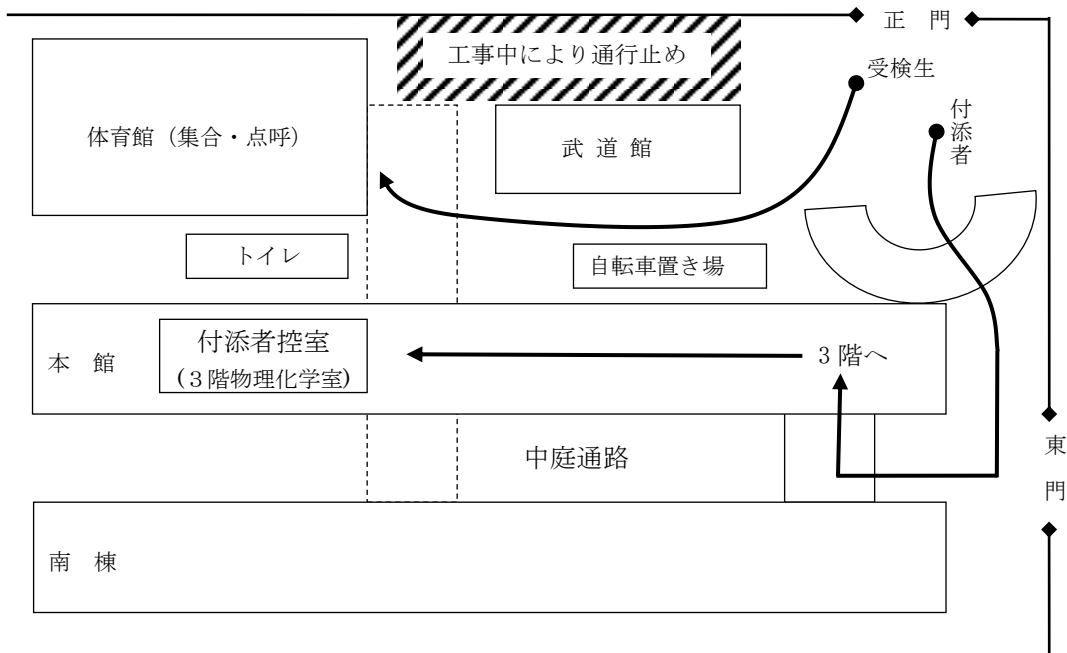 正　門
工事中により通行止め
受検生
付添者
体育館（集合・点呼）
武 道 館
トイレ
自転車置き場
本　館
付添者控室
(３階物理化学室)
３階へ
中庭通路
東門
南　棟